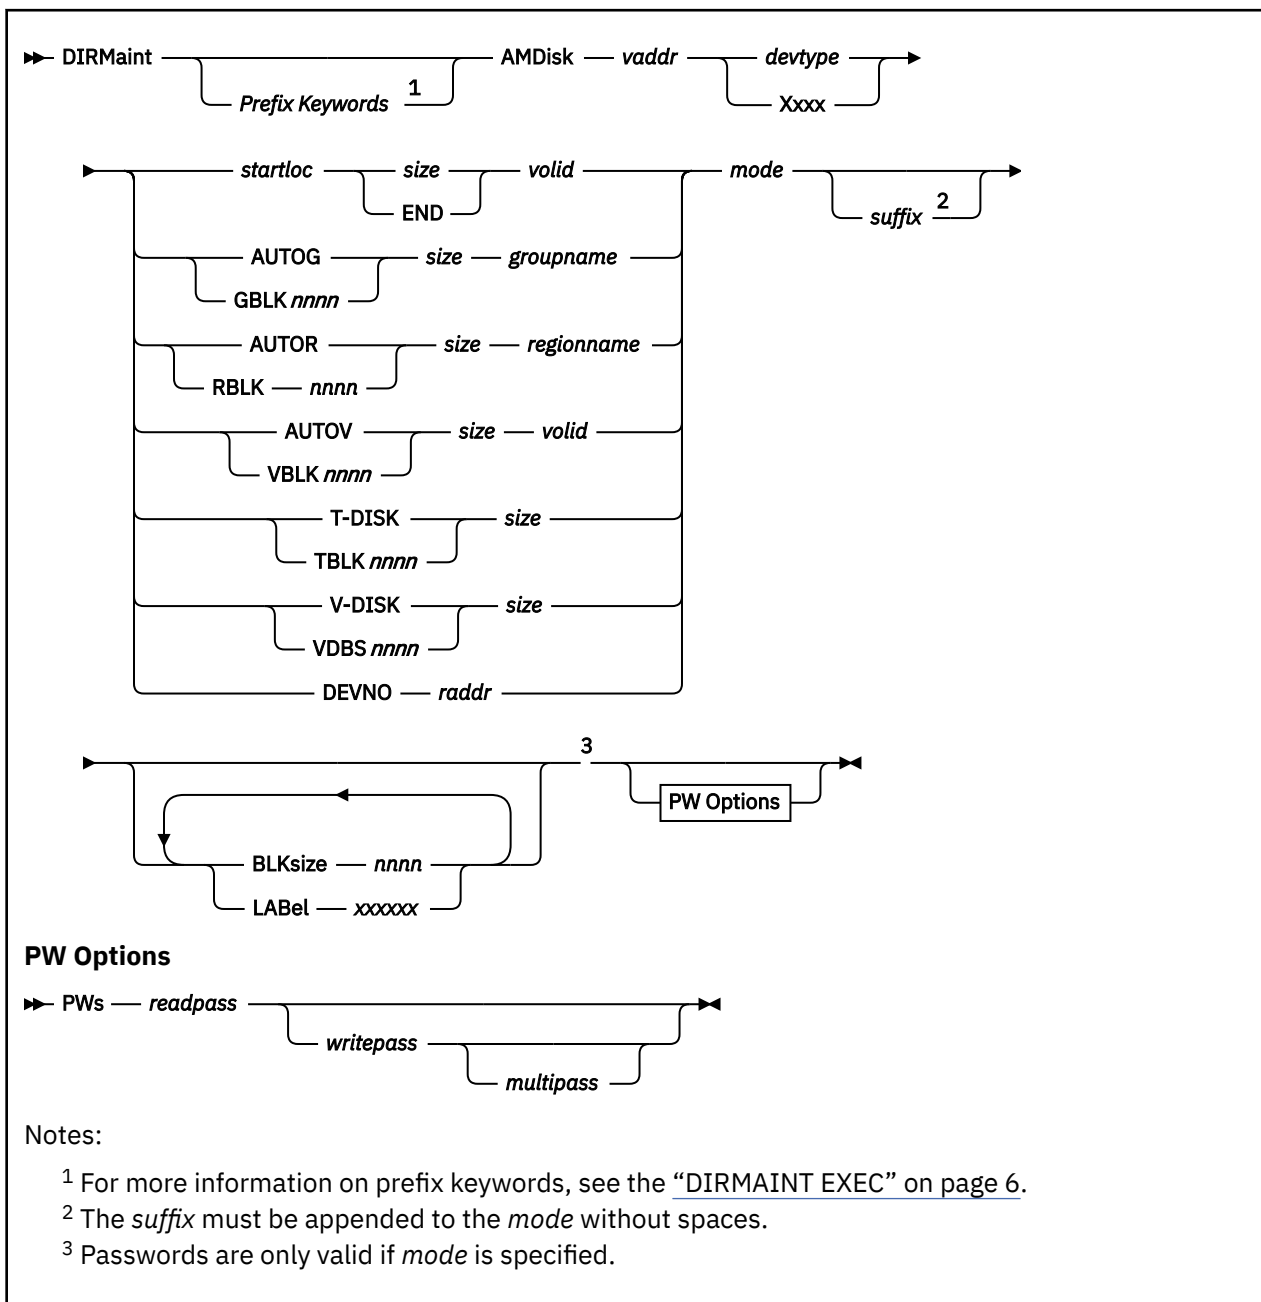 DIRMaint AMDisk vaddr devtype
Prefix Keywords 1 Xxxx
startloc size volid mode
END suffix 2
AUTOG size groupname
GBLK nnnn
AUTOR size regionname
RBLK nnnn
AUTOV size volid
VBLK nnnn
T-DISK size
TBLK nnnn
V-DISK size
VDBS nnnn
DEVNO raddr
3
PW Options
BLKsize nnnn
LABel xxxxxx
PW Options
PWs readpass
writepass
multipass
Notes:
1 For more information on prefix keywords, see the “DIRMAINT EXEC” on page 6.
2 The suffix must be appended to the mode without spaces.
3 Passwords are only valid if mode is specified.